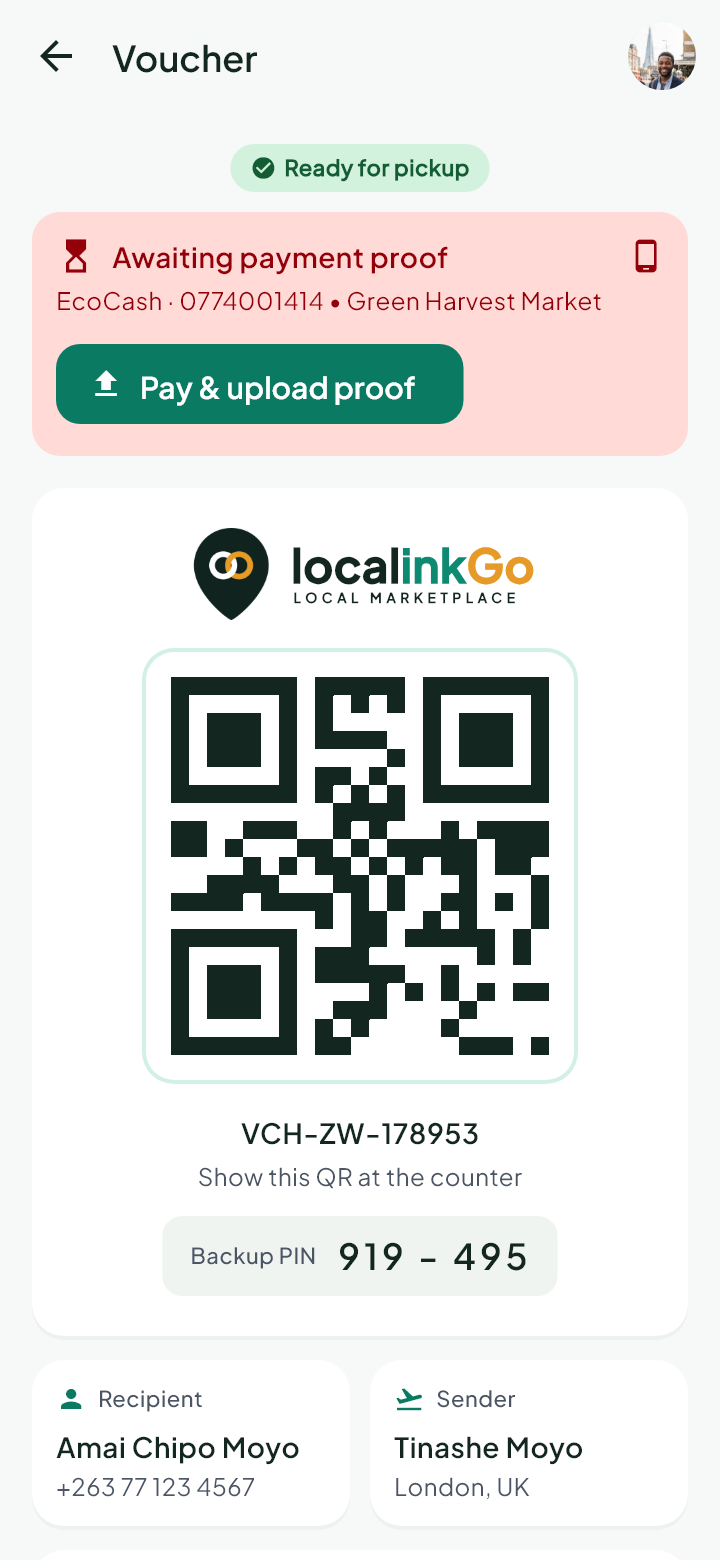 Voucher
Ready for pickup
Awaiting payment proof
EcoCash · 0774001414 • Green Harvest Market
Pay & upload proof
localinkGo
LOCAL MARKETPLACE
VCH-ZW-178953
Show this QR at the counter
Backup PIN 919 - 495
Recipient
Amai Chipo Moyo
+263 77 123 4567
Sender
Tinashe Moyo
London, UK